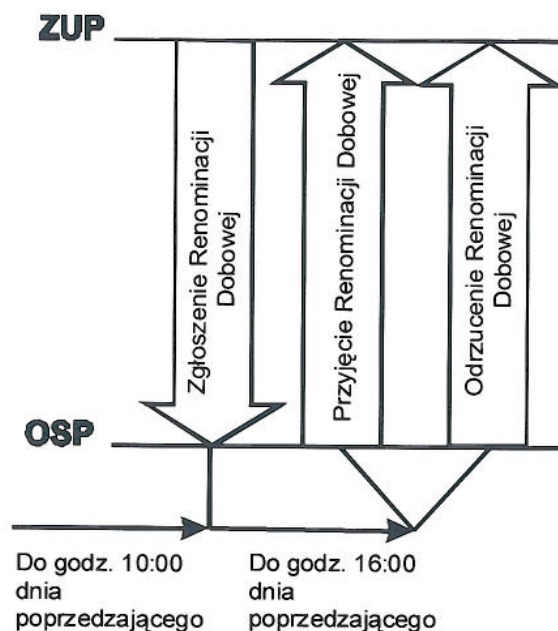 ZUP
Zgłoszenie Renominacji
Dobowej
Przyjęcie Renominacji Dobowej
Odrzucenie Renominacji
Dobowej
OSP
Do godz. 10:00
dnia
poprzedzającego
Do godz. 16:00
dnia
poprzedzającego